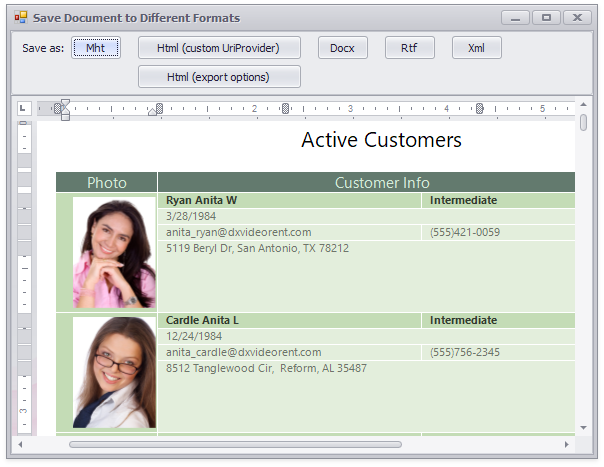 Save Document to Different Formats
Save as: Mht Html (custom UriProvider) Docx Rtf Xml
Html (export options)
L 2 3 4 5
Active Customers
Photo Customer Info
Ryan Anita W Intermediate
3/28/1984
anita_ryan@dxvideorent.com (555)421-0059
5119 Beryl Dr, San Antonio, TX 78212
Cardle Anita L Intermediate
12/24/1984
anita_cardle@dxvideorent.com (555)756-2345
8512 Tanglewood Cir,  Reform, AL 35487
3